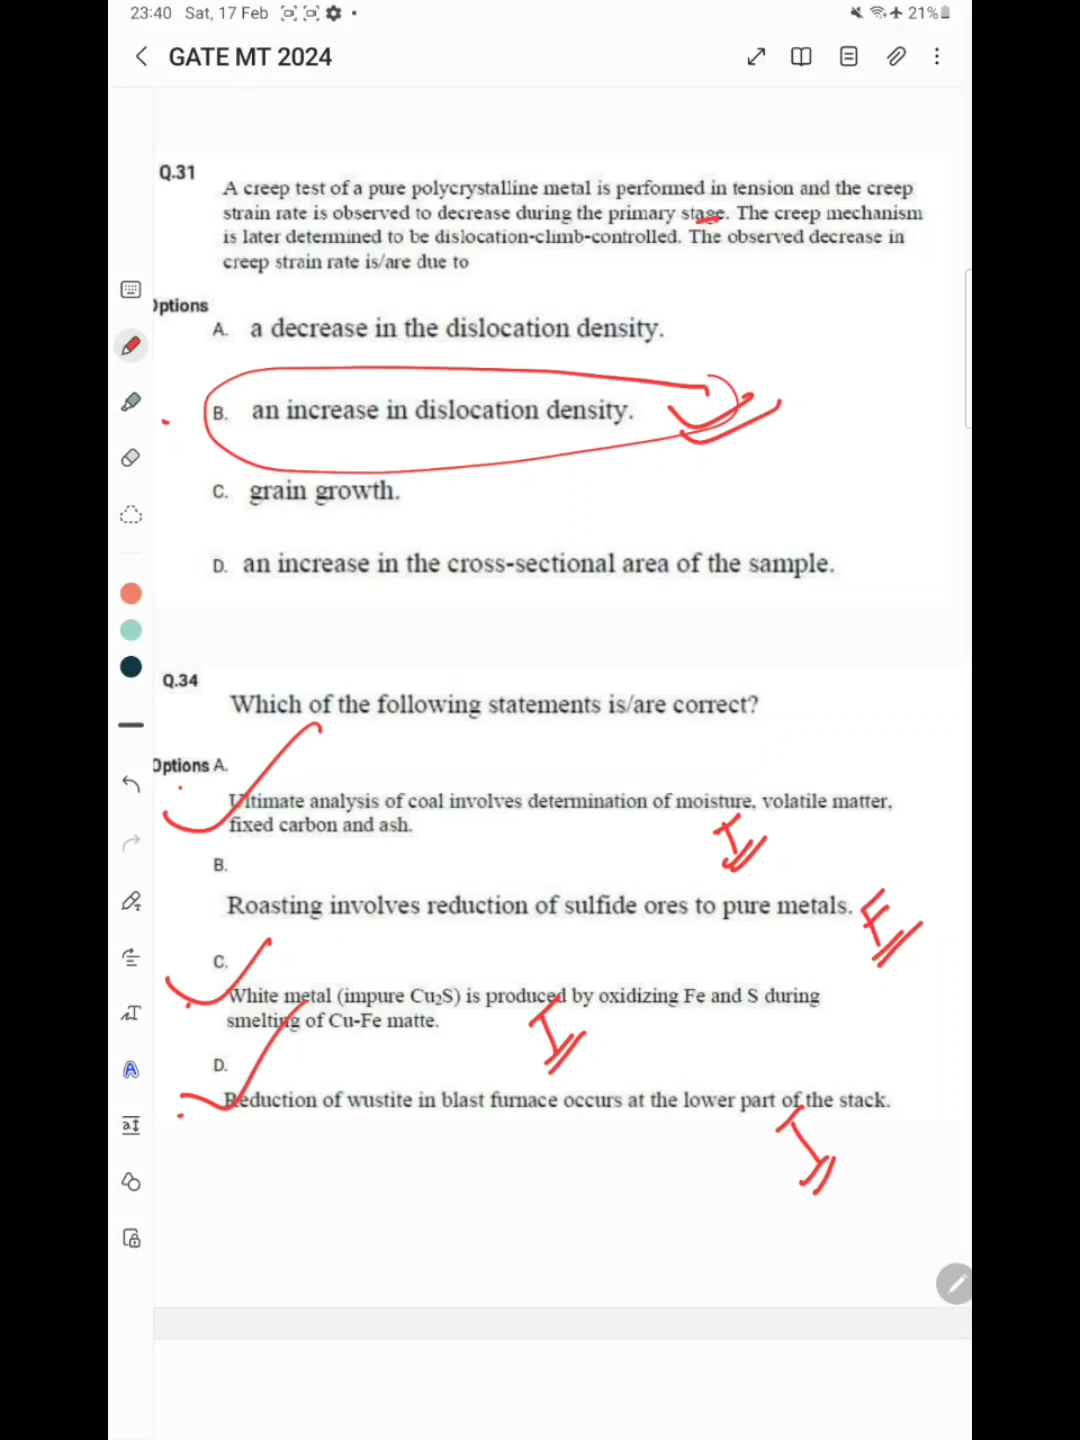 23:40 Sat, 17 Feb
21%
GATE MT 2024
Q.31
A creep test of a pure polycrystalline metal is performed in tension and the creep
strain rate is observed to decrease during the primary stage. The creep mechanism
is later determined to be dislocation-climb-controlled. The observed decrease in
creep strain rate is/are due to
Options
A. a decrease in the dislocation density.
B. an increase in dislocation density.
C. grain growth.
D. an increase in the cross-sectional area of the sample.
Q.34
Which of the following statements is/are correct?
Options A.
Ultimate analysis of coal involves determination of moisture, volatile matter,
fixed carbon and ash.
I
B.
Roasting involves reduction of sulfide ores to pure metals.
F
C.
White metal (impure Cu₂S) is produced by oxidizing Fe and S during
smelting of Cu-Fe matte.
I
D.
Reduction of wustite in blast furnace occurs at the lower part of the stack.
I